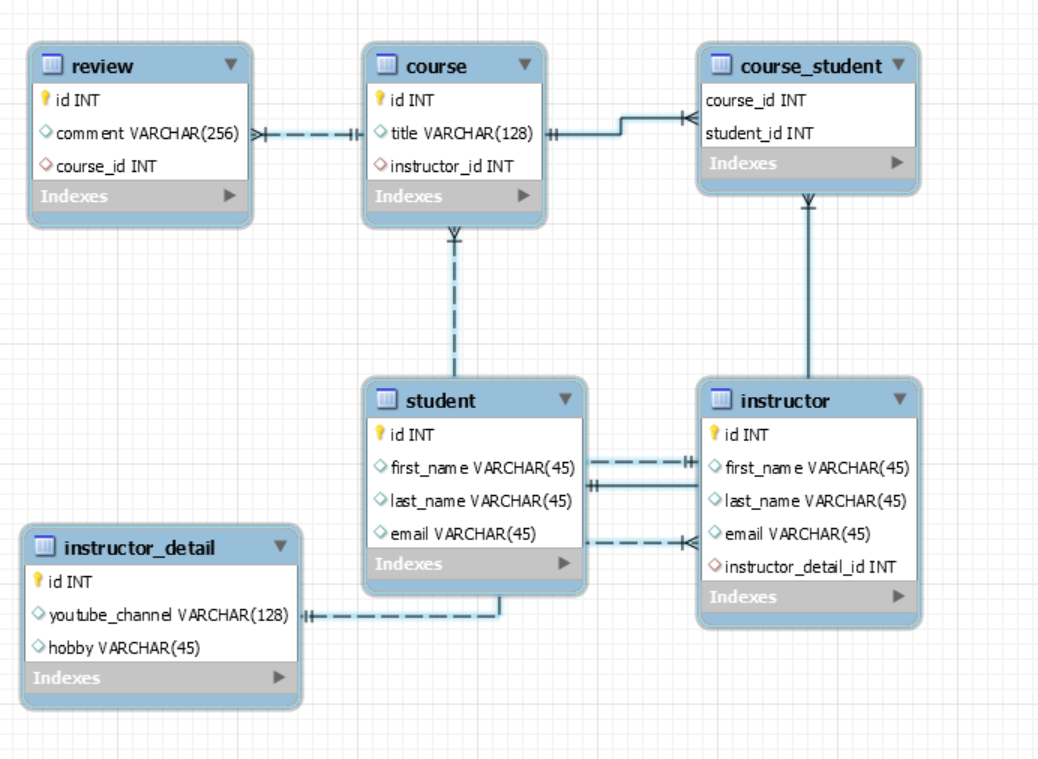 review
id INT
comment VARCHAR(256)
course_id INT
Indexes
course
id INT
title VARCHAR(128)
instructor_id INT
Indexes
course_student
course_id INT
student_id INT
Indexes
student
id INT
first_name VARCHAR(45)
last_name VARCHAR(45)
email VARCHAR(45)
Indexes
instructor
id INT
first_name VARCHAR(45)
last_name VARCHAR(45)
email VARCHAR(45)
instructor_detail_id INT
Indexes
instructor_detail
id INT
youtube_channel VARCHAR(128)
hobby VARCHAR(45)
Indexes